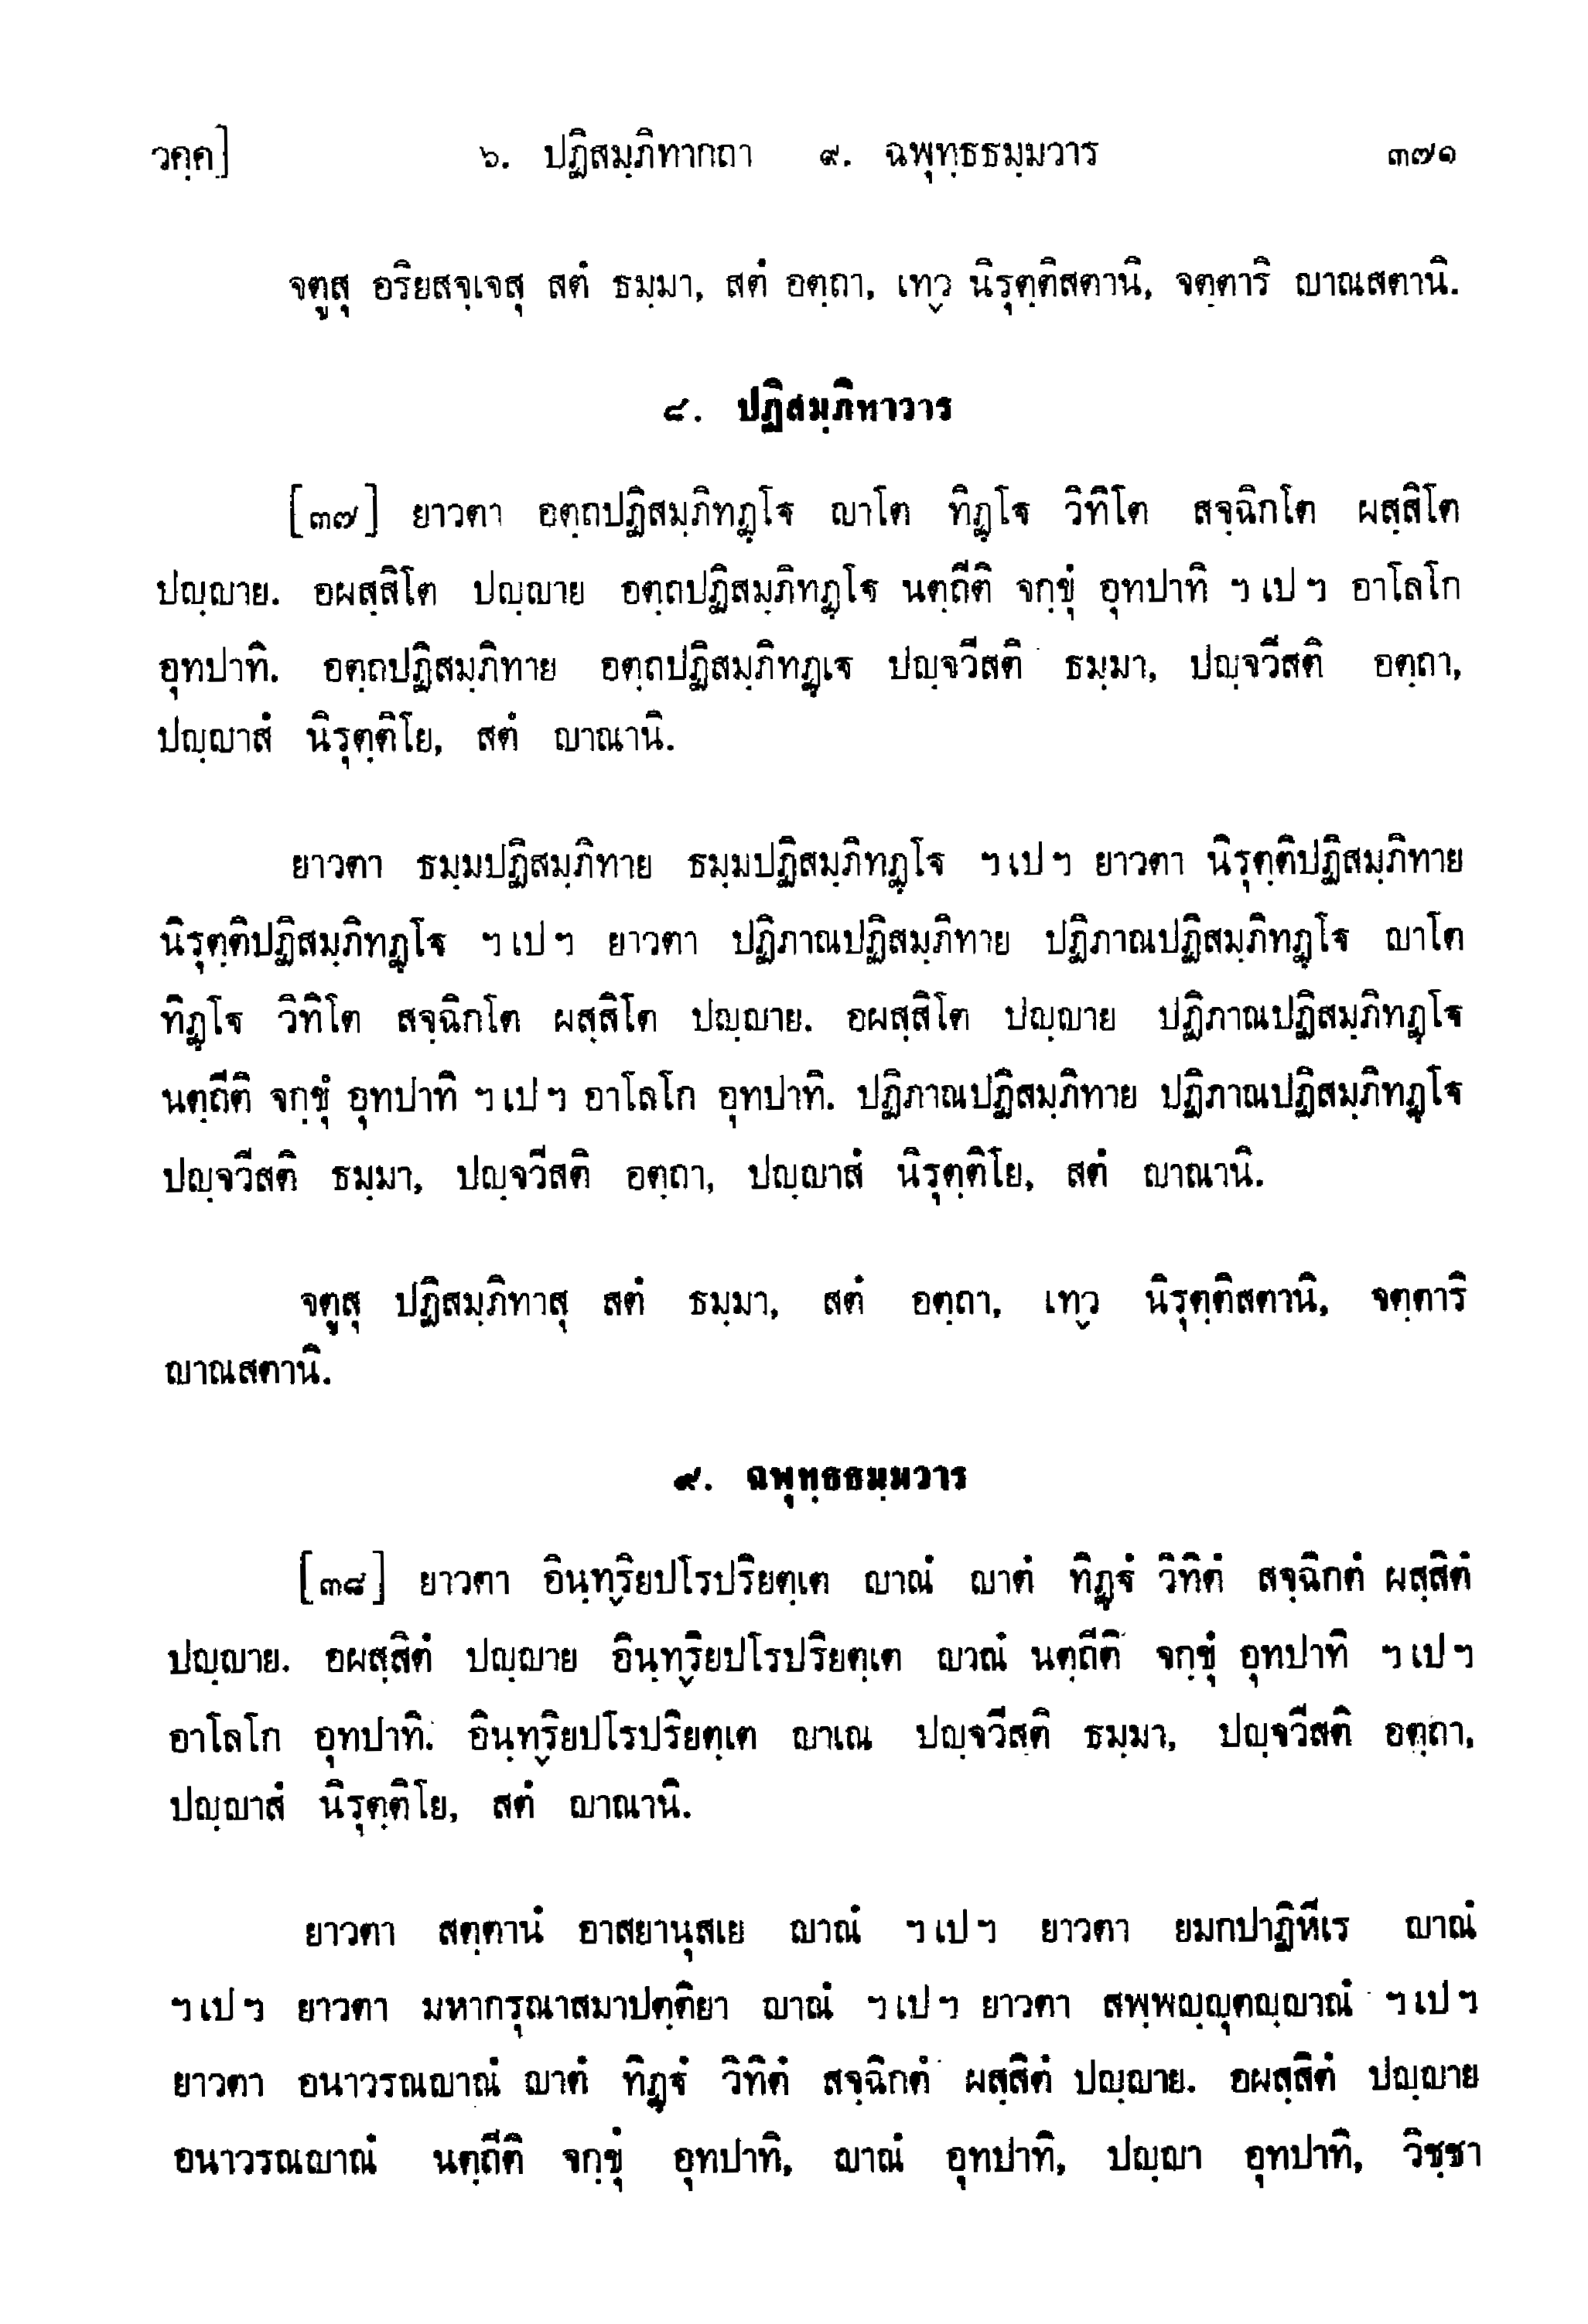 วคฺค] ๖. ปฏิสมฺภิทากถา ๙. ฉพุทฺธธมฺมวาร ๓๗๑
จตูสุ อริยสจฺเจสุ สตํ ธมฺมา, สตํ อตฺถา, เทฺว นิรุตฺติสตานิ, จตฺตาริ ญาณสตานิ.
๘. ปฏิสมฺภิทาวาร
[๓๗] ยาวตา อตฺถปฏิสมฺภิทฏฺโฐ ญาโต ทิฏฺโฐ วิทิโต สจฺฉิกโต ผสฺสิโต
ปญฺญาย. อผสฺสิโต ปญฺญาย อตฺถปฏิสมฺภิทฏฺโฐ นตฺถีติ จกฺขุํ อุทปาทิ ฯ เป ฯ อาโลโก
อุทปาทิ. อตฺถปฏิสมฺภิทาย อตฺถปฏิสมฺภิทฏฺเฐ ปญฺจวีสติ ธมฺมา, ปญฺจวีสติ อตฺถา,
ปญฺญาสํ นิรุตฺติโย, สตํ ญาณานิ.
ยาวตา ธมฺมปฏิสมฺภิทาย ธมฺมปฏิสมฺภิทฏฺโฐ ฯ เป ฯ ยาวตา นิรุตฺติปฏิสมฺภิทาย
นิรุตฺติปฏิสมฺภิทฏฺโฐ ฯ เป ฯ ยาวตา ปฏิภาณปฏิสมฺภิทาย ปฏิภาณปฏิสมฺภิทฏฺโฐ ญาโต
ทิฏฺโฐ วิทิโต สจฺฉิกโต ผสฺสิโต ปญฺญาย. อผสฺสิโต ปญฺญาย ปฏิภาณปฏิสมฺภิทฏฺโฐ
นตฺถีติ จกฺขุํ อุทปาทิ ฯ เป ฯ อาโลโก อุทปาทิ. ปฏิภาณปฏิสมฺภิทาย ปฏิภาณปฏิสมฺภิทฏฺโฐ
ปญฺจวีสติ ธมฺมา, ปญฺจวีสติ อตฺถา, ปญฺญาสํ นิรุตฺติโย, สตํ ญาณานิ.
จตูสุ ปฏิสมฺภิทาสุ สตํ ธมฺมา, สตํ อตฺถา, เทฺว นิรุตฺติสตานิ, จตฺตาริ
ญาณสตานิ.
๙. ฉพุทฺธธมฺมวาร
[๓๘] ยาวตา อินฺทฺริยปโรปริยตฺเต ญาณํ ญาตํ ทิฏฺฐํ วิทิตํ สจฺฉิกตํ ผสฺสิตํ
ปญฺญาย. อผสฺสิตํ ปญฺญาย อินฺทฺริยปโรปริยตฺเต ญาณํ นตฺถีติ จกฺขุํ อุทปาทิ ฯ เป ฯ
อาโลโก อุทปาทิ. อินฺทฺริยปโรปริยตฺเต ญาเณ ปญฺจวีสติ ธมฺมา, ปญฺจวีสติ อตฺถา,
ปญฺญาสํ นิรุตฺติโย, สตํ ญาณานิ.
ยาวตา สตฺตานํ อาสยานุสเย ญาณํ ฯ เป ฯ ยาวตา ยมกปาฏิหีเร ญาณํ
ฯ เป ฯ ยาวตา มหากรุณาสมาปตฺติยา ญาณํ ฯ เป ฯ ยาวตา สพฺพญฺญุตญฺญาณํ ฯ เป ฯ
ยาวตา อนาวรณญาณํ ญาตํ ทิฏฺฐํ วิทิตํ สจฺฉิกตํ ผสฺสิตํ ปญฺญาย. อผสฺสิตํ ปญฺญาย
อนาวรณญาณํ นตฺถีติ จกฺขุํ อุทปาทิ, ญาณํ อุทปาทิ, ปญฺญา อุทปาทิ, วิชฺชา